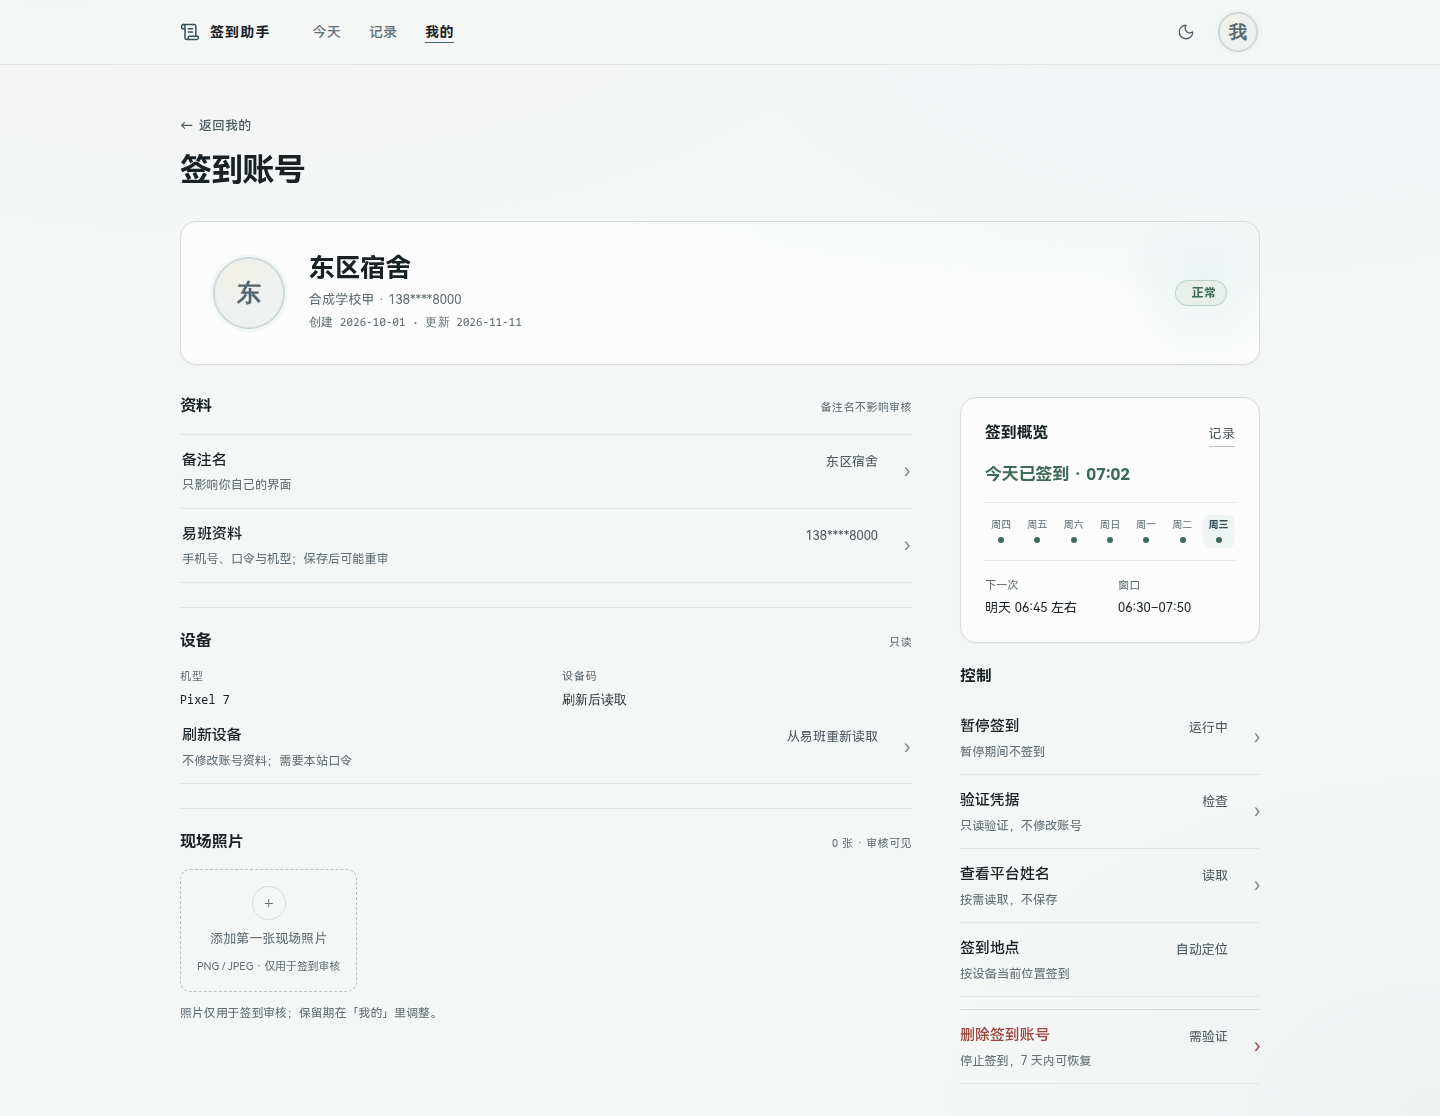 签到助手
今天
记录
我的
我
← 返回我的
签到账号
东
东区宿舍
合成学校甲 · 138****8000
创建 2026-10-01 · 更新 2026-11-11
正常
资料
备注名不影响审核
备注名
东区宿舍
只影响你自己的界面
易班资料
138****8000
手机号、口令与机型；保存后可能重审
设备
只读
机型
设备码
Pixel 7
刷新后读取
刷新设备
从易班重新读取
不修改账号资料；需要本站口令
现场照片
0 张 · 审核可见
+
添加第一张现场照片
PNG / JPEG · 仅用于签到审核
照片仅用于签到审核；保留期在「我的」里调整。
签到概览
记录
今天已签到 · 07:02
周四 周五 周六 周日 周一 周二 周三
下一次
窗口
明天 06:45 左右
06:30–07:50
控制
暂停签到
运行中
暂停期间不签到
验证凭据
检查
只读验证，不修改账号
查看平台姓名
读取
按需读取，不保存
签到地点
自动定位
按设备当前位置签到
删除签到账号
需验证
停止签到，7 天内可恢复